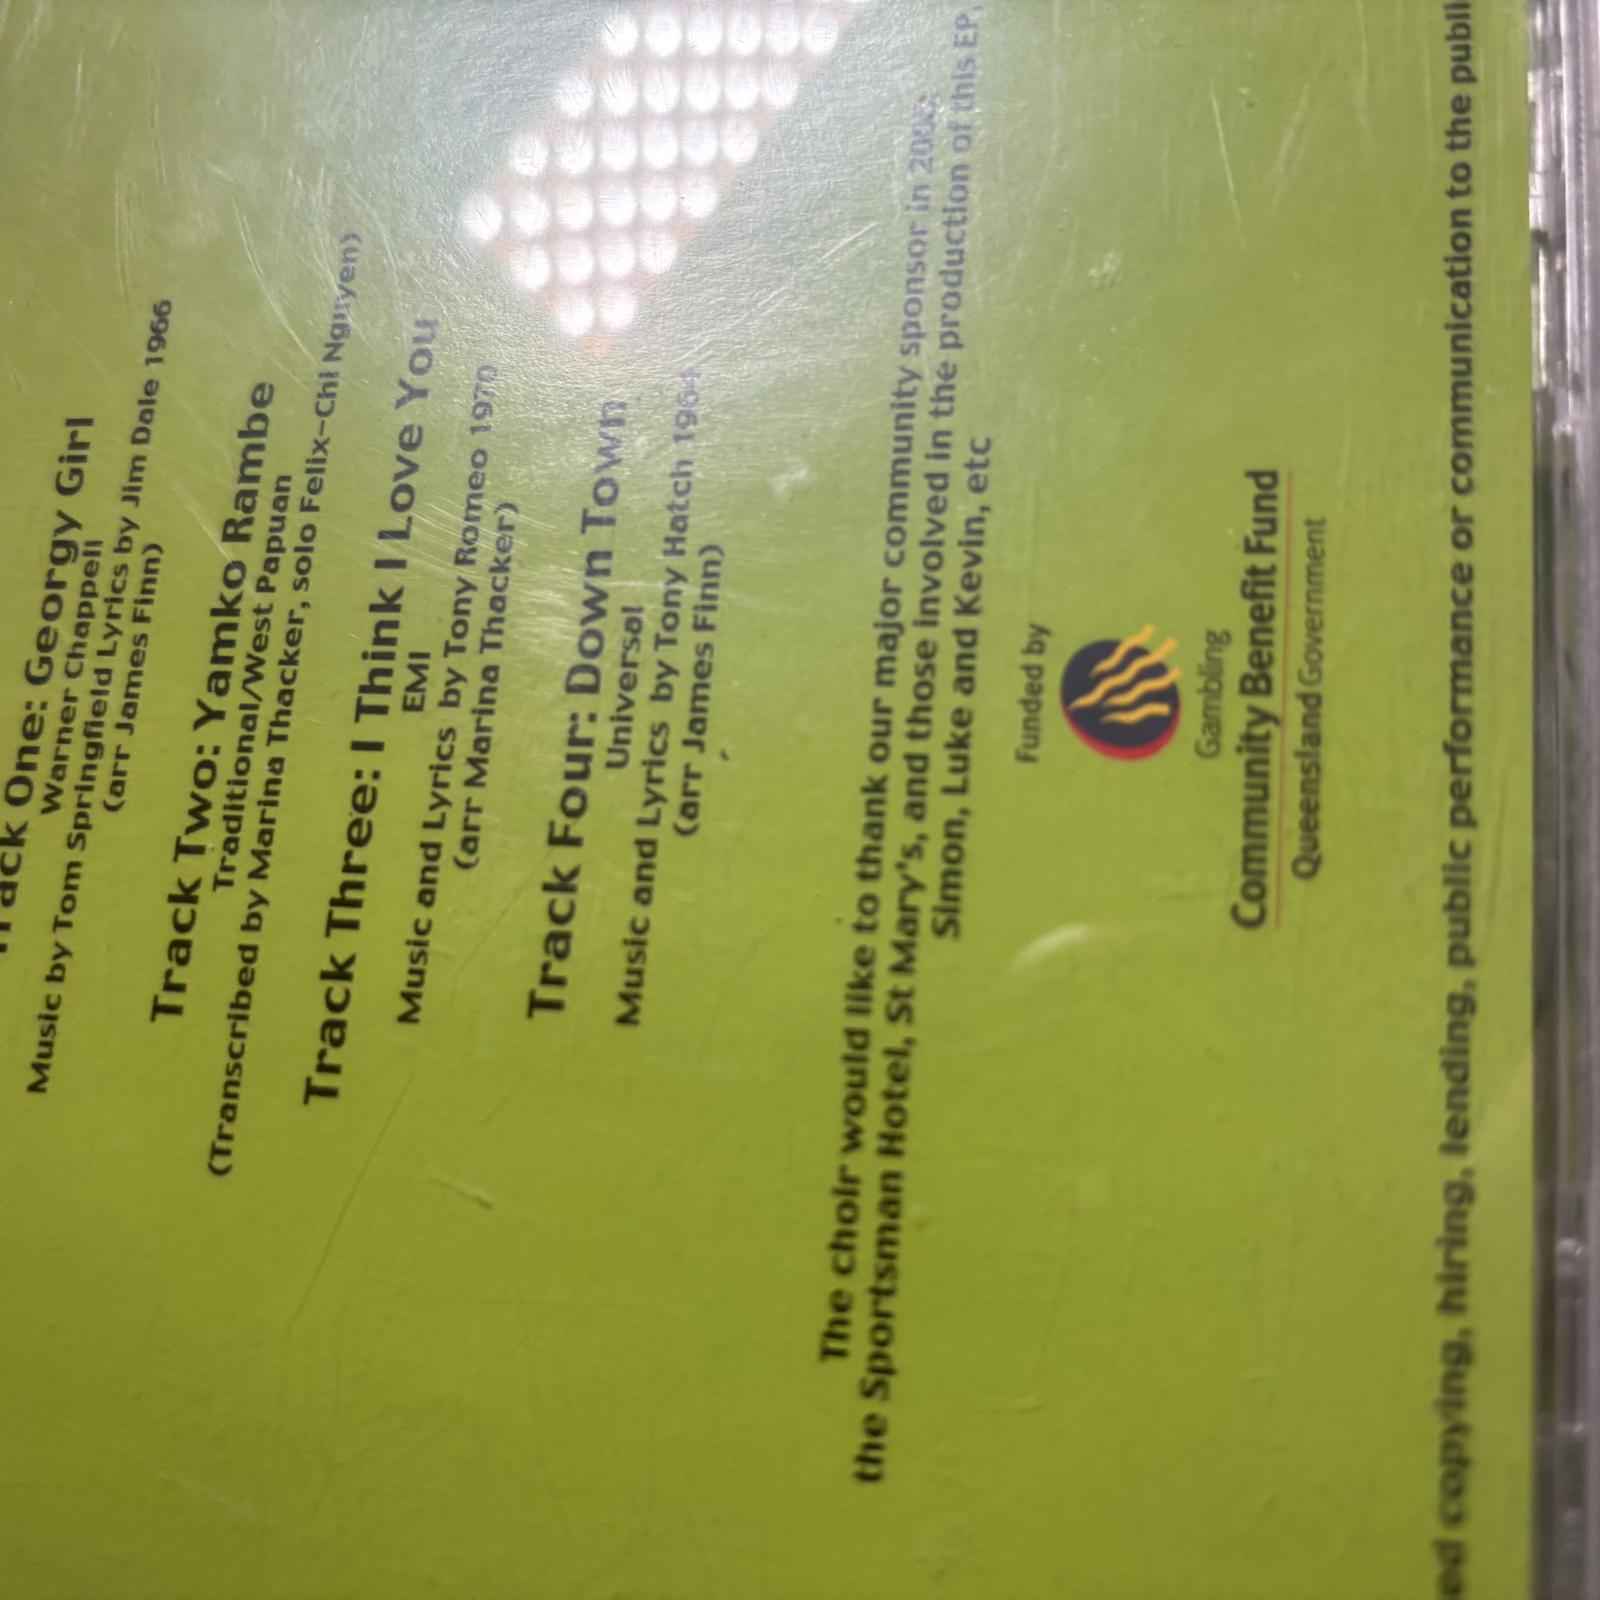 Track One: Georgy Girl
Warner Chappell
Music by Tom Springfield Lyrics by Jim Dale 1966
(arr James Finn)
Track Two: Yamko Rambe
Traditional/West Papuan
(Transcribed by Marina Thacker, solo Felix-Chi Nguyen)
Track Three: I Think I Love You
EMI
Music and Lyrics by Tony Romeo 1970
(arr Marina Thacker)
Track Four: Down Town
Universal
Music and Lyrics by Tony Hatch 1964
(arr James Finn)
The choir would like to thank our major community sponsor in
the Sportsman Hotel, St Mary's, and those involved in the production of this EP,
Simon, Luke and Kevin, etc
Funded by
Gambling
Community Benefit Fund
Queensland Government
ed copying, hiring, lending, public performance or communication to the publi